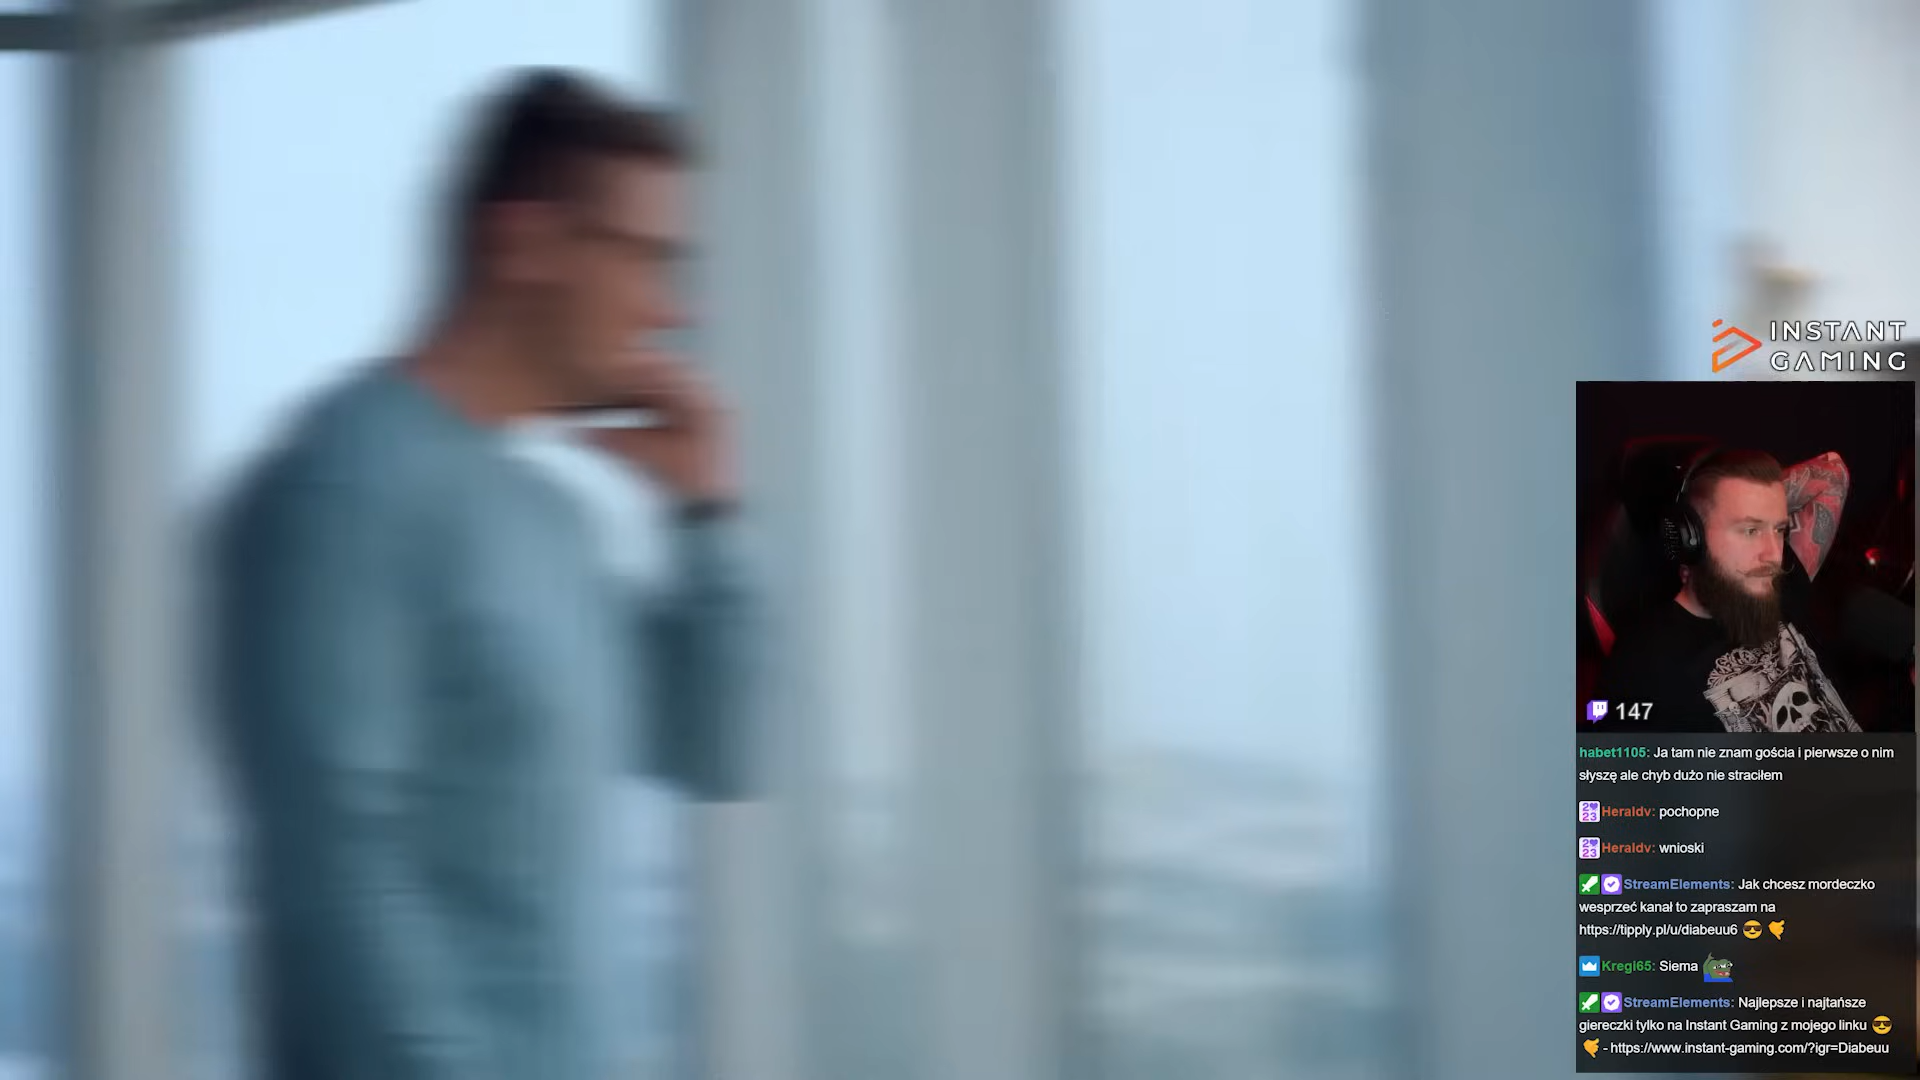 INSTANT
GAMING
147
habet1105: Ja tam nie znam gościa i pierwsze o nim
słyszę ale chyb dużo nie straciłem
Heraldv: pochopne
Heraldv: wnioski
StreamElements: Jak chcesz mordeczko
wesprzeć kanał to zapraszam na
https://tipply.pl/u/diabeuu6
Kregi65: Siema
StreamElements: Najlepsze i najtańsze
giereczki tylko na Instant Gaming z mojego linku
- https://www.instant-gaming.com/?igr=Diabeuu